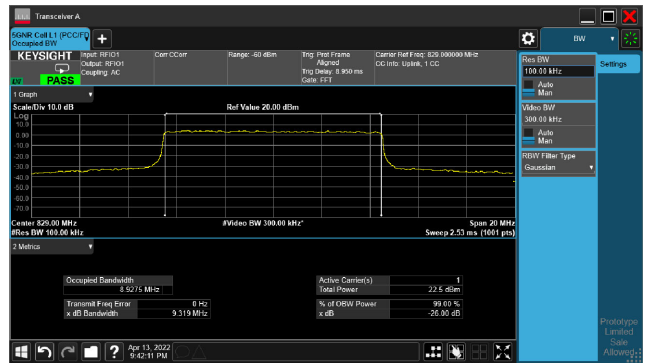 Transceiver A
5GNR Cell L1 (PCC/FD
Occupied BW
BW
KEYSIGHT
Input: RFIO1
Output: RFIO1
Coupling: AC
PASS
Corr CCorr
Range: -60 dBm
Trig: Prot Frame
Aligned
Trig Delay: 8.950 ms
Gate: FFT
Carrier Ref Freq: 829.000000 MHz
CC Info: Uplink, 1 CC
Res BW
100.00 kHz
Auto
Man
Settings
Video BW
300.00 kHz
Auto
Man
RBW Filter Type
Gaussian
1 Graph
Scale/Div 10.0 dB
Ref Value 20.00 dBm
Log
10.0
0.00
-10.0
-20.0
-30.0
-40.0
-50.0
-60.0
-70.0
Center 829.00 MHz
#Video BW 300.00 kHz*
Span 20 MHz
#Res BW 100.00 kHz
Sweep 2.53 ms (1001 pts)
2 Metrics
Occupied Bandwidth
8.9275 MHz
Active Carrier(s) 1
Total Power 22.5 dBm
Transmit Freq Error 0 Hz
x dB Bandwidth 9.319 MHz
% of OBW Power 99.00 %
x dB -26.00 dB
Prototype
Limited
Sale
Allowed
?
Apr 13, 2022
9:42:11 PM